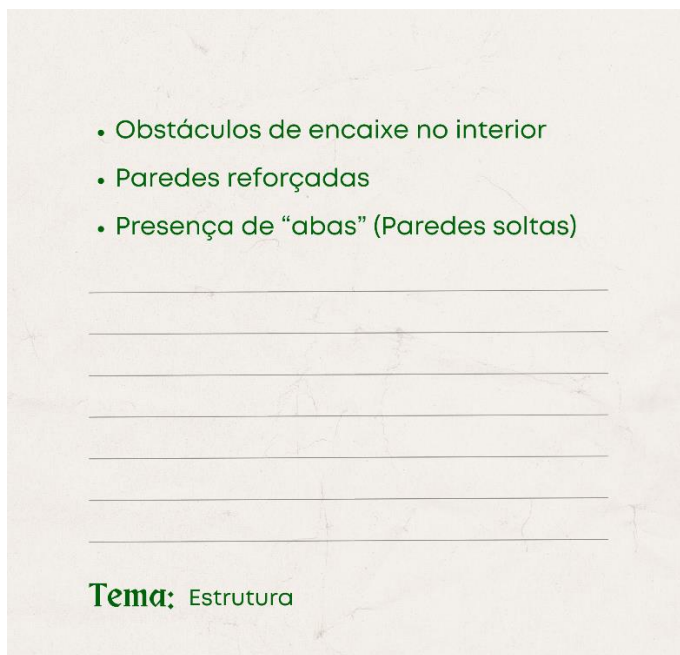 • Obstáculos de encaixe no interior
• Paredes reforçadas
• Presença de “abas” (Paredes soltas)
Tema: Estrutura